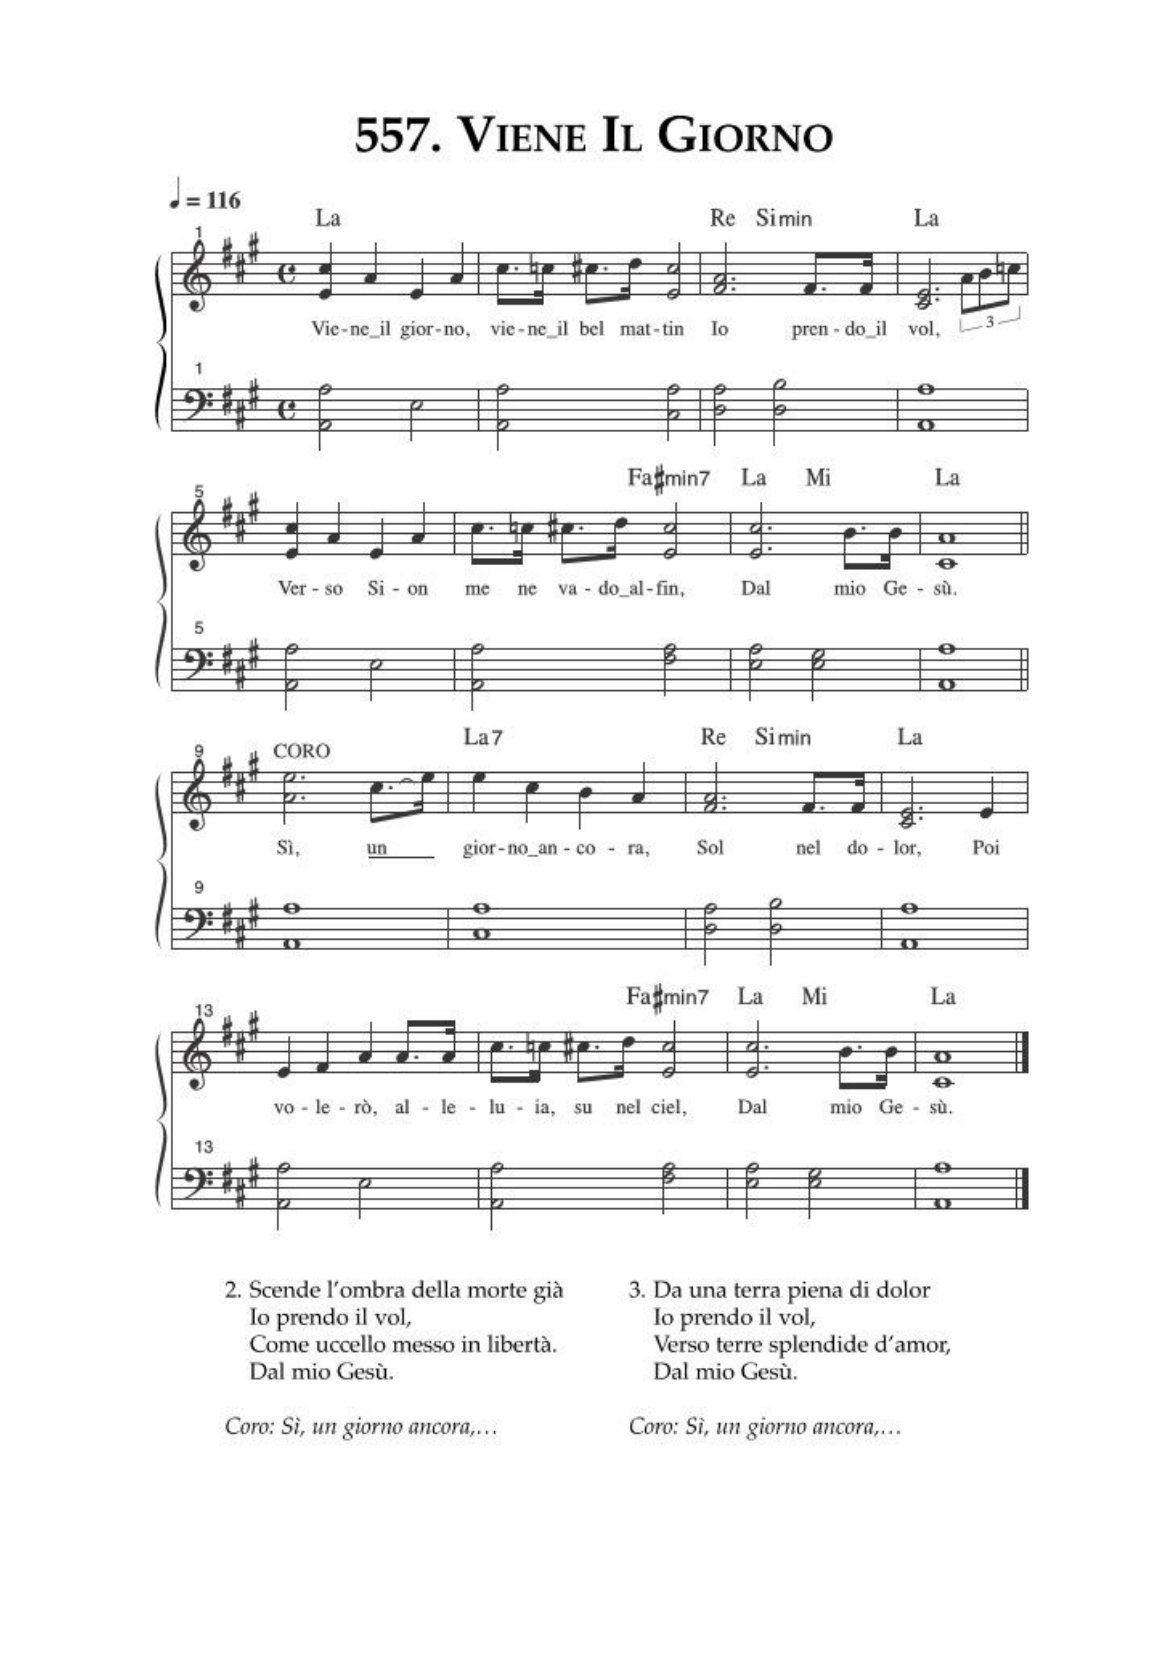 557. Viene Il Giorno
♩ = 116
La Re Simin La
1
Vie-ne_il gior-no, vie-ne_il bel mat-tin Io pren-do_il vol,
3
1
Fa♯min7 La Mi La
5
Ver-so Si-on me ne va-do_al-fin, Dal mio Ge-sù.
5
La7 Re Simin La
9 CORO
Sì, un gior-no_an-co-ra, Sol nel do-lor, Poi
9
Fa♯min7 La Mi La
13
vo-le-rò, al-le-lu-ia, su nel ciel, Dal mio Ge-sù.
13
2. Scende l'ombra della morte già
Io prendo il vol,
Come uccello messo in libertà.
Dal mio Gesù.
Coro: Sì, un giorno ancora,…
3. Da una terra piena di dolor
Io prendo il vol,
Verso terre splendide d'amor,
Dal mio Gesù.
Coro: Sì, un giorno ancora,…